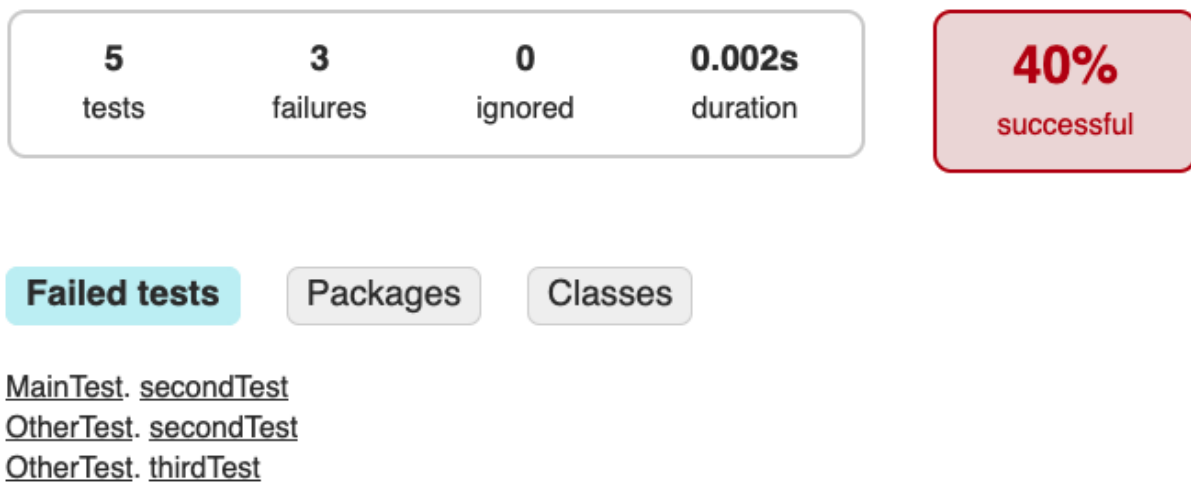 5 3 0 0.002s
tests failures ignored duration
40%
successful
Failed tests Packages Classes
MainTest. secondTest
OtherTest. secondTest
OtherTest. thirdTest